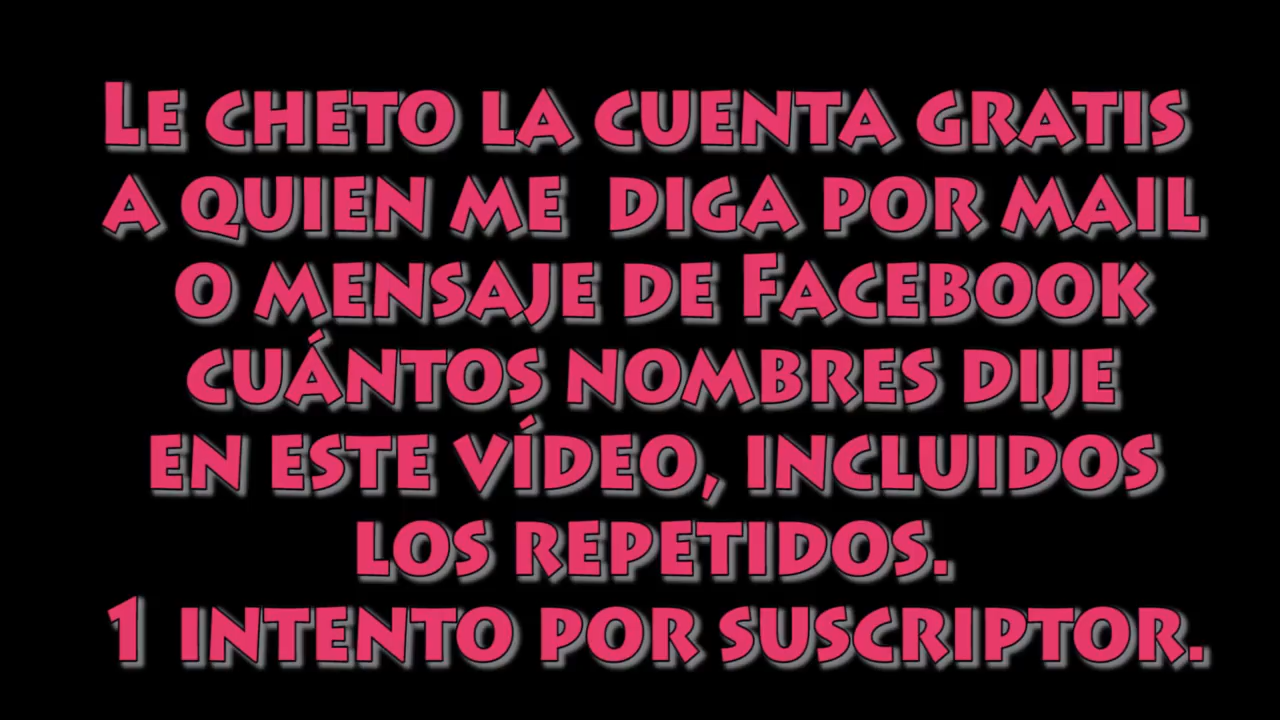 Le cheto la cuenta gratis
a quien me diga por mail
o mensaje de Facebook
cuántos nombres dije
en este vídeo, incluidos
los repetidos.
1 intento por suscriptor.